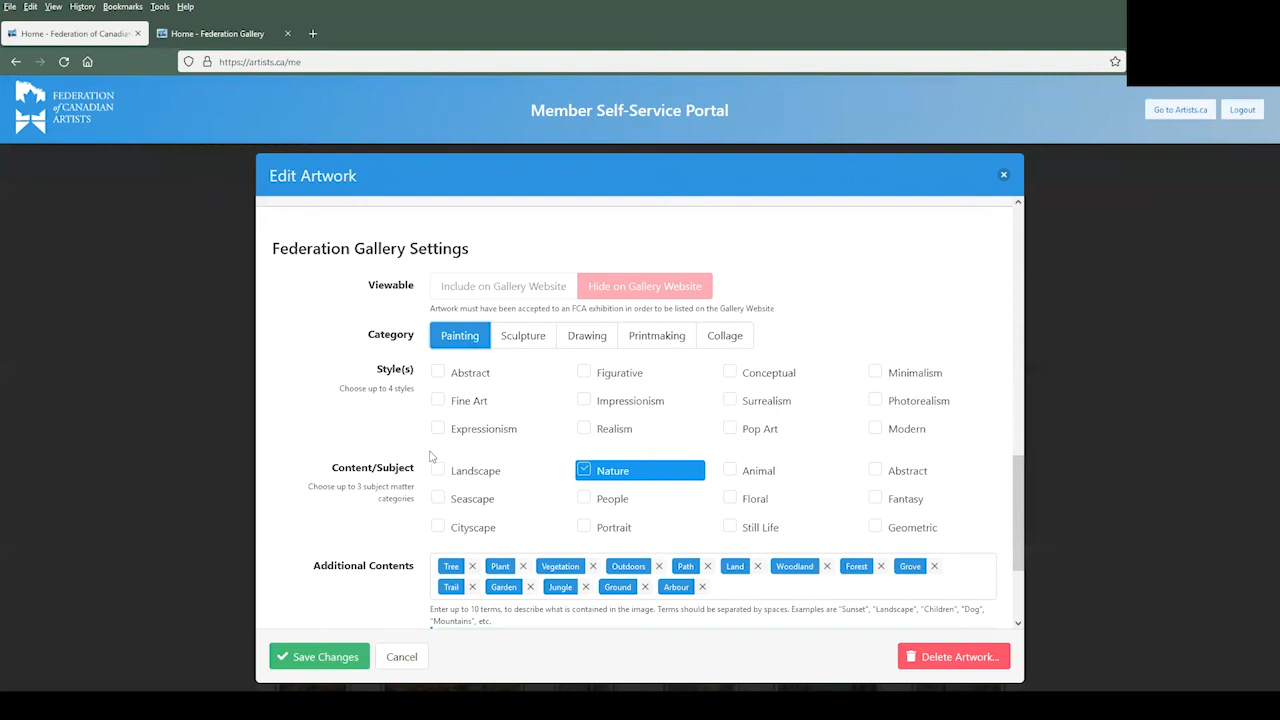 File Edit View History Bookmarks Tools Help
Home - Federation of Canadia
Home - Federation Gallery
https://artists.ca/me
FEDERATION
of CANADIAN
ARTISTS
Member Self-Service Portal
Go to Artists.ca
Logout
Edit Artwork
Federation Gallery Settings
Viewable Include on Gallery Website Hide on Gallery Website
Artwork must have been accepted to an FCA exhibition in order to be listed on the Gallery Website
Category Painting Sculpture Drawing Printmaking Collage
Style(s) Abstract Figurative Conceptual Minimalism
Choose up to 4 styles
Fine Art Impressionism Surrealism Photorealism
Expressionism Realism Pop Art Modern
Content/Subject Landscape Nature Animal Abstract
Choose up to 3 subject matter
categories
Seascape People Floral Fantasy
Cityscape Portrait Still Life Geometric
Additional Contents Tree Plant Vegetation Outdoors Path Land Woodland Forest Grove
Trail Garden Jungle Ground Arbour
Enter up to 10 terms, to describe what is contained in the image. Terms should be separated by spaces. Examples are "Sunset", "Landscape", "Children", "Dog",
"Mountains", etc.
Save Changes Cancel Delete Artwork...